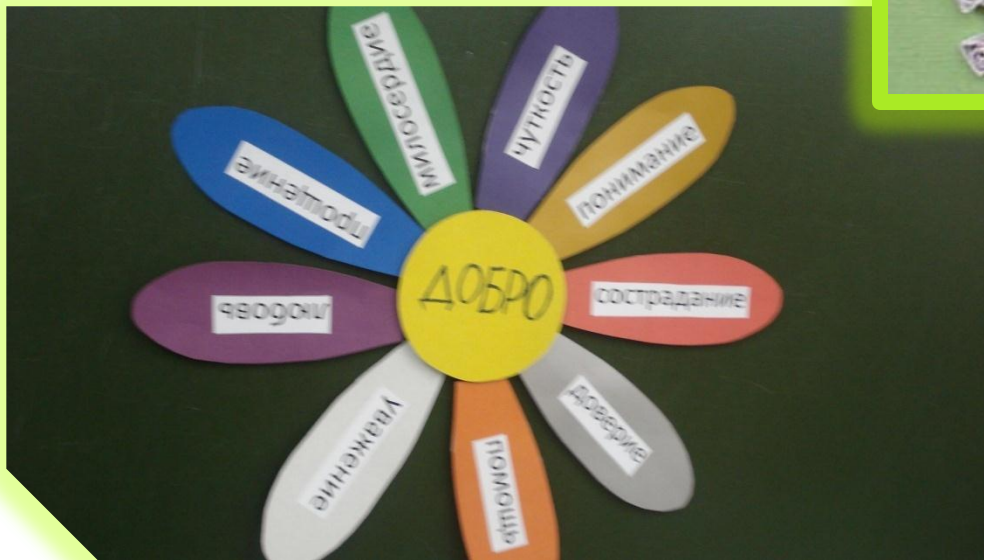 милосердие
чуткость
понимание
прощение
ДОБРО
сострадание
любовь
доверие
уважение
помощь